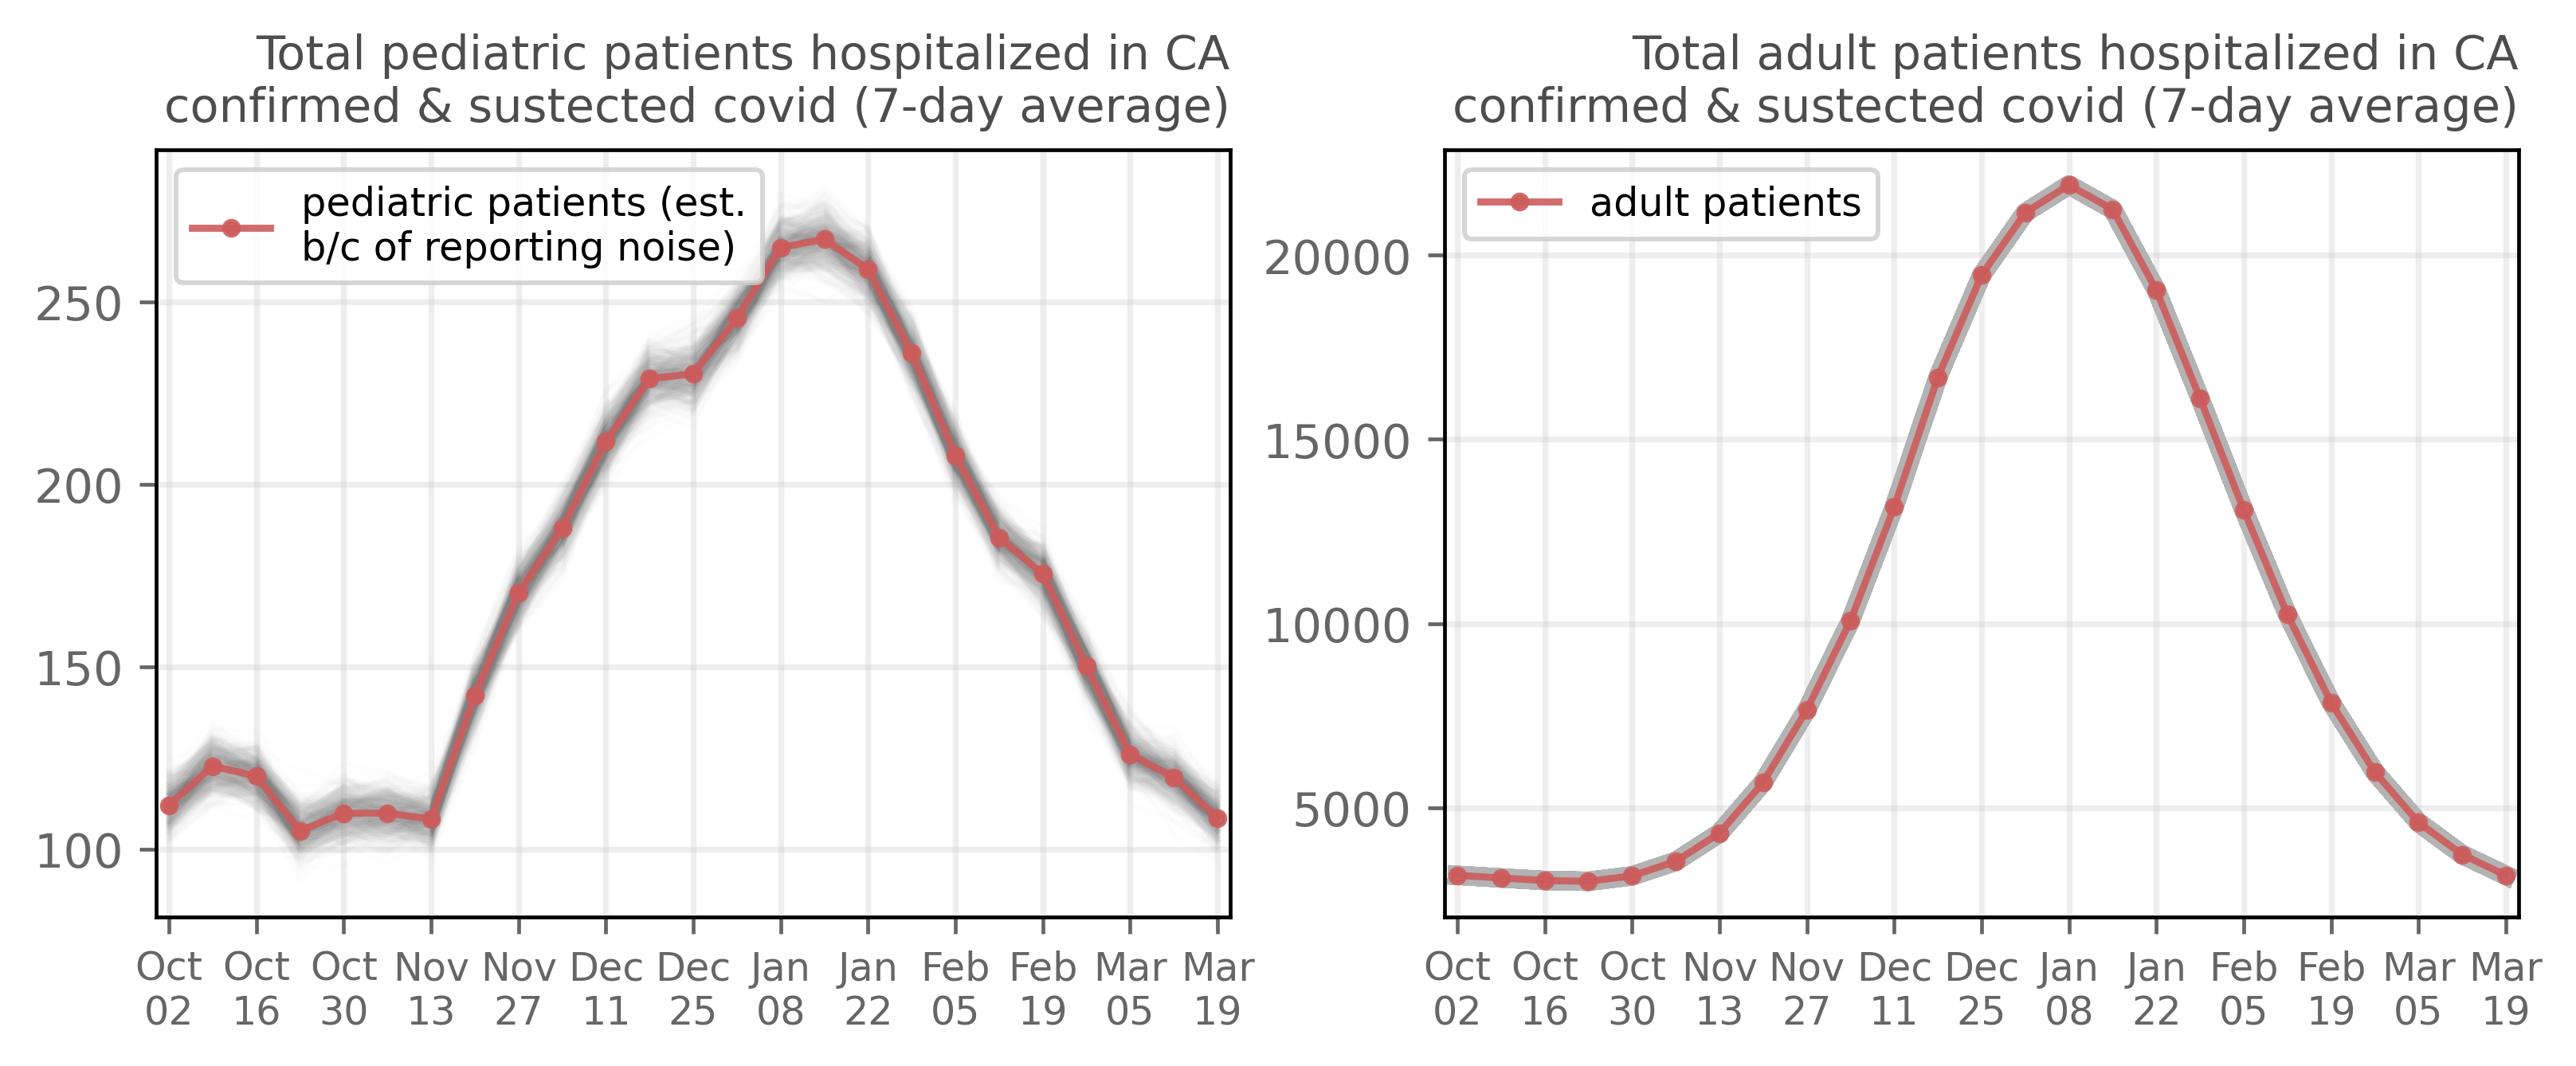 Total pediatric patients hospitalized in CA
confirmed & sustected covid (7-day average)
pediatric patients (est.
b/c of reporting noise)
250
200
150
100
Oct Oct Oct Nov Nov Dec Dec Jan Jan Feb Feb Mar Mar
02 16 30 13 27 11 25 08 22 05 19 05 19
Total adult patients hospitalized in CA
confirmed & sustected covid (7-day average)
adult patients
20000
15000
10000
5000
Oct Oct Oct Nov Nov Dec Dec Jan Jan Feb Feb Mar Mar
02 16 30 13 27 11 25 08 22 05 19 05 19